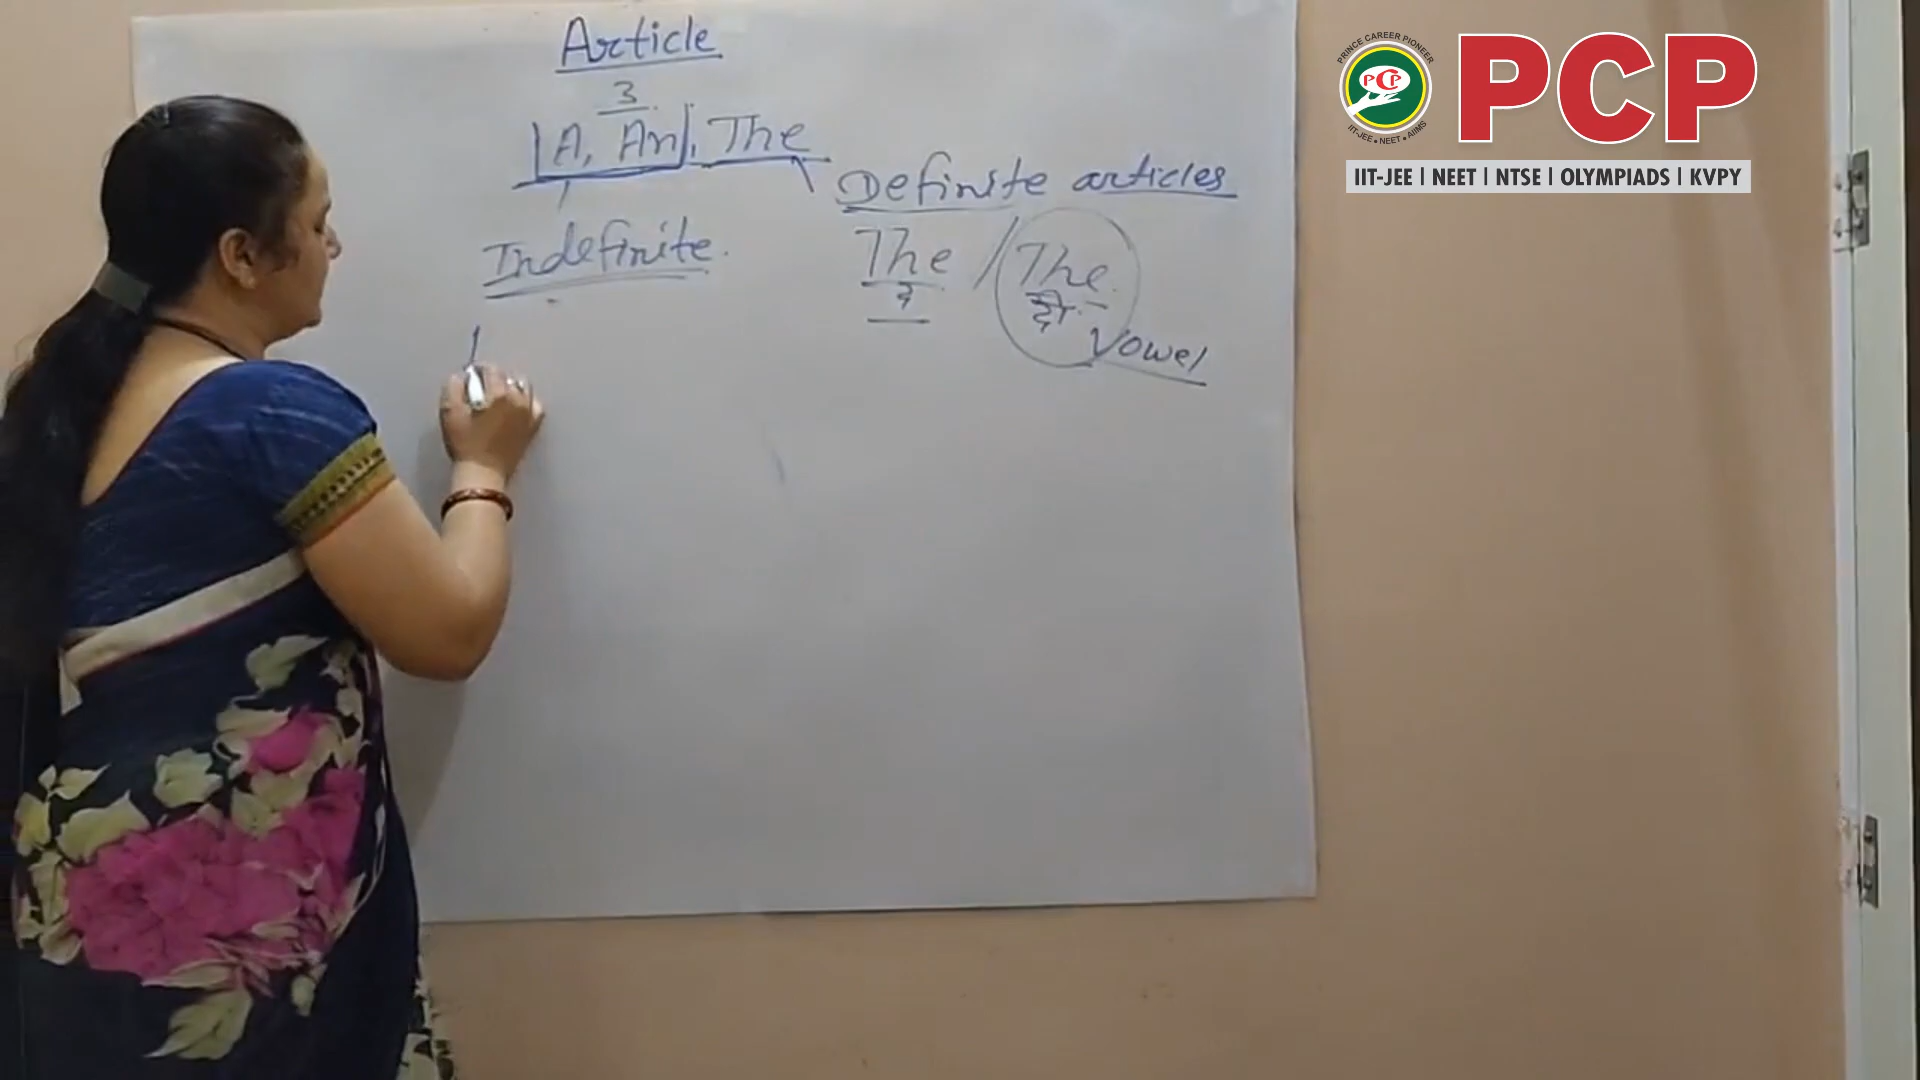 Article
3
A, An, The
Definite articles
Indefinite.
The / The
द
दी
Vowel
PRINCE CAREER PIONEER
PCP
IIT-JEE • NEET • AIIMS
PCP
IIT-JEE | NEET | NTSE | OLYMPIADS | KVPY